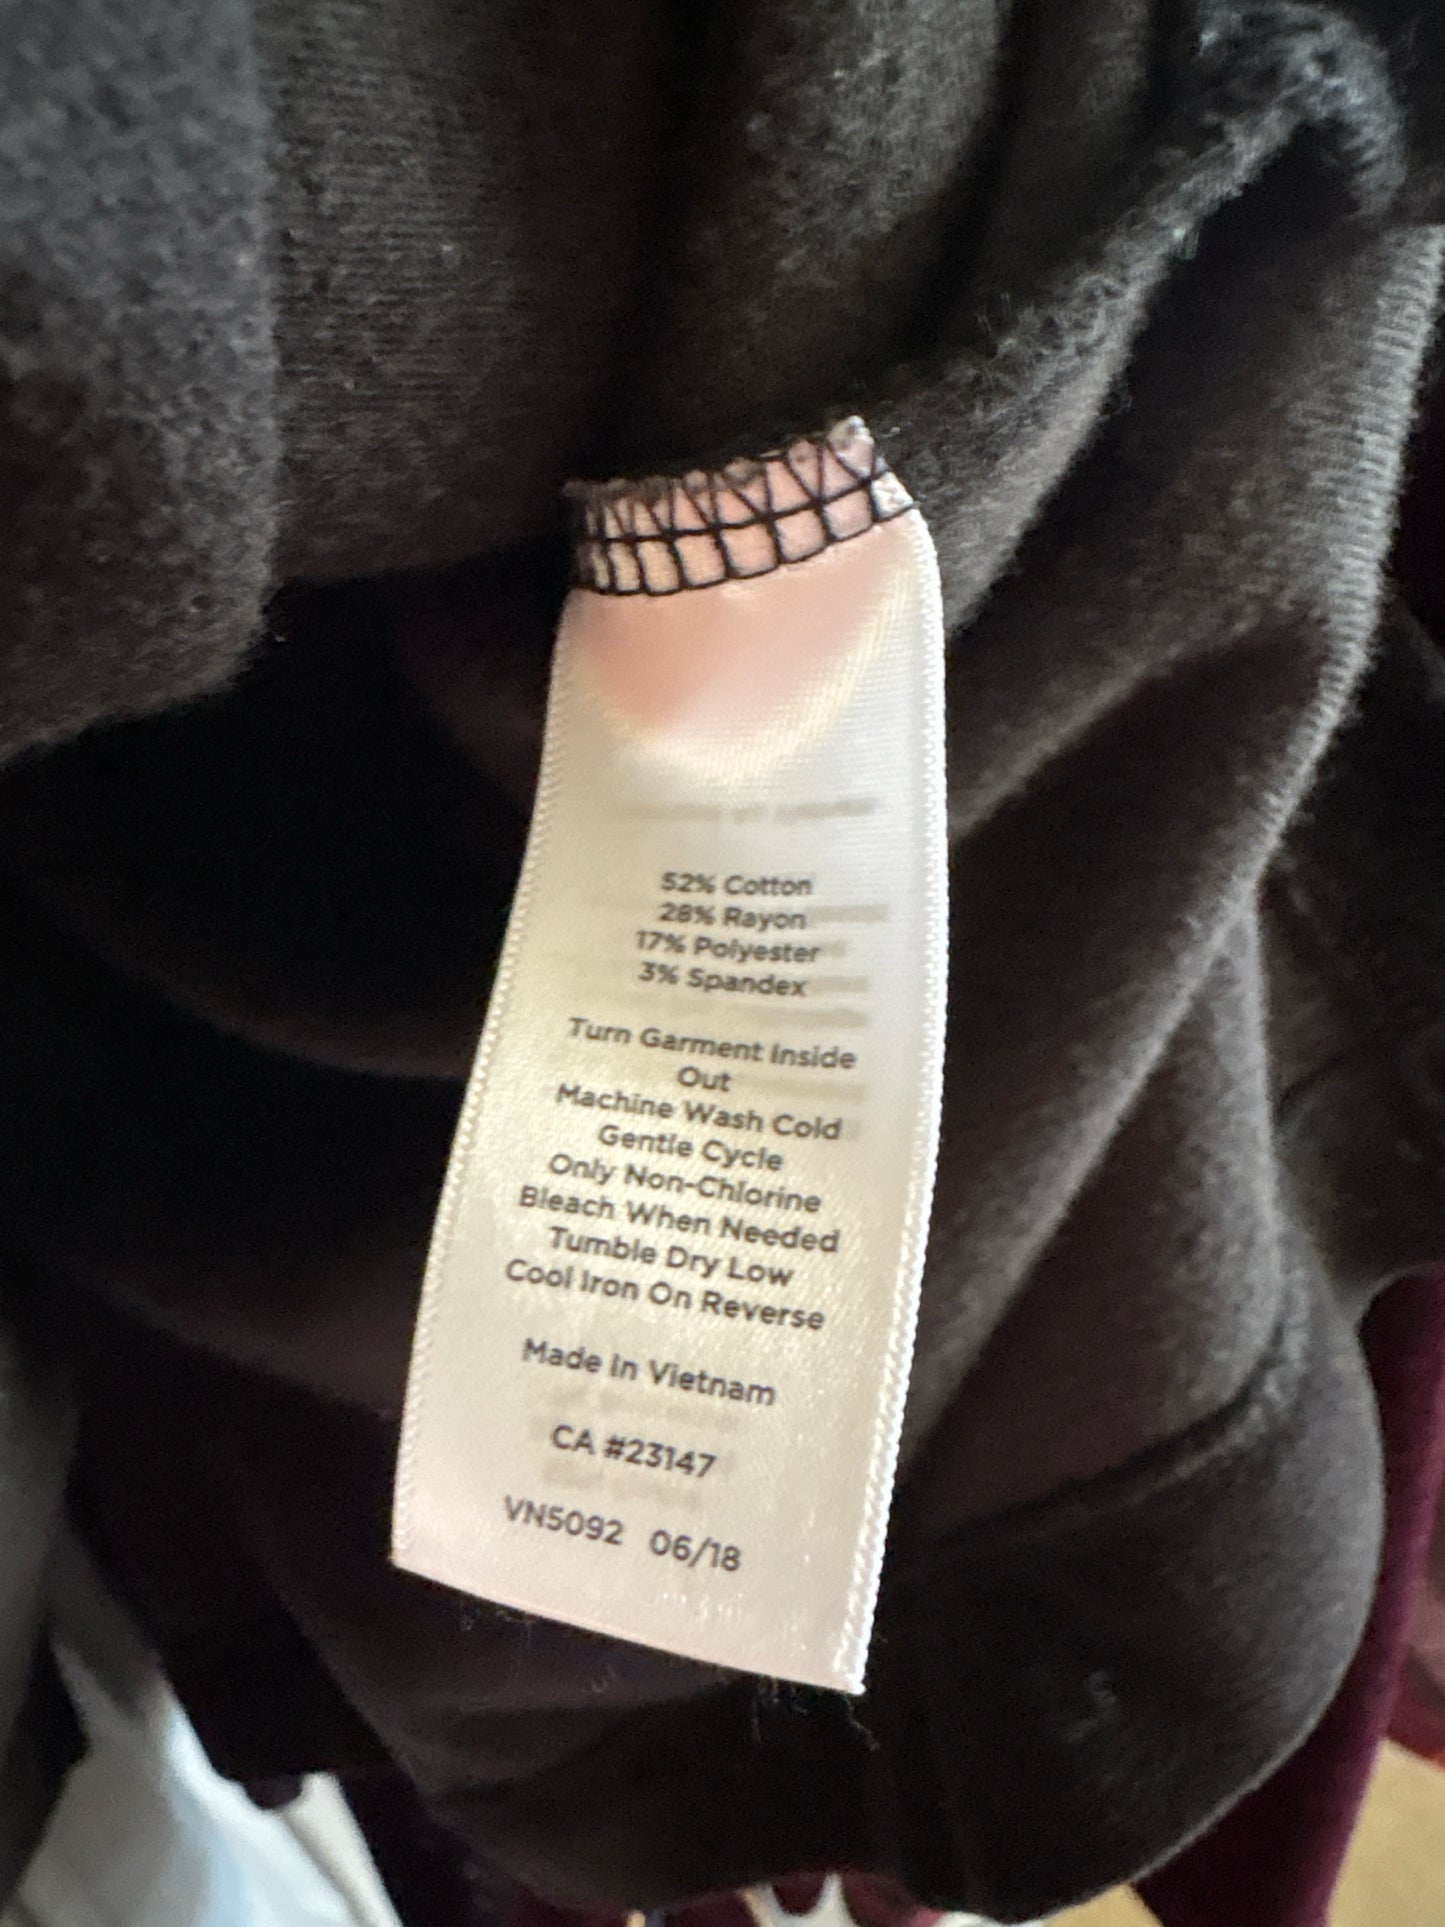 52% Cotton
28% Rayon
17% Polyester
3% Spandex
Turn Garment Inside
Out
Machine Wash Cold
Gentle Cycle
Only Non-Chlorine
Bleach When Needed
Tumble Dry Low
Cool Iron On Reverse
Made In Vietnam
CA #23147
VN5092 06/18